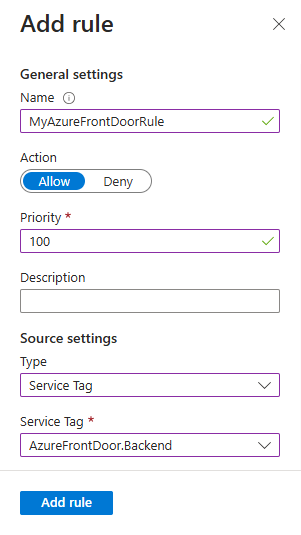 Add rule
General settings
Name
MyAzureFrontDoorRule
Action
Allow Deny
Priority *
100
Description
Source settings
Type
Service Tag
Service Tag *
AzureFrontDoor.Backend
Add rule